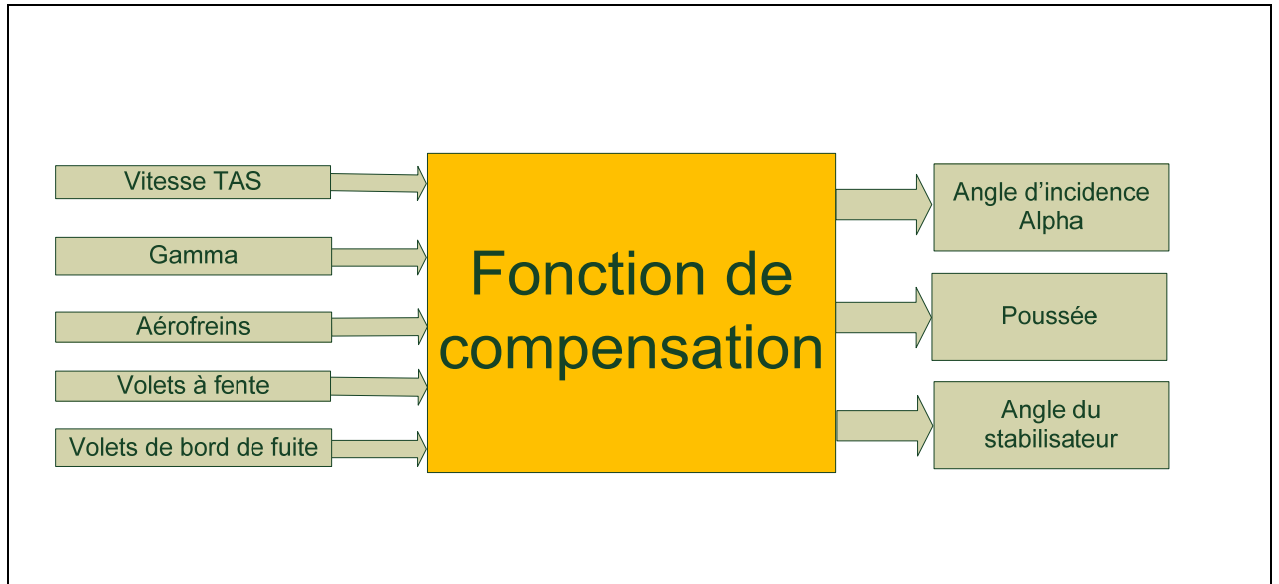 Vitesse TAS
Gamma
Aérofreins
Volets à fente
Volets de bord de fuite
Fonction de
compensation
Angle d'incidence
Alpha
Poussée
Angle du
stabilisateur